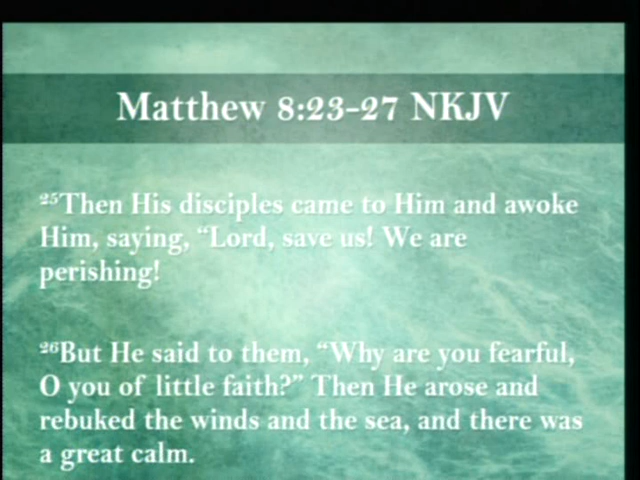 Matthew 8:23-27 NKJV
²⁵Then His disciples came to Him and awoke
Him, saying, “Lord, save us! We are
perishing!
²⁶But He said to them, “Why are you fearful,
O you of little faith?” Then He arose and
rebuked the winds and the sea, and there was
a great calm.